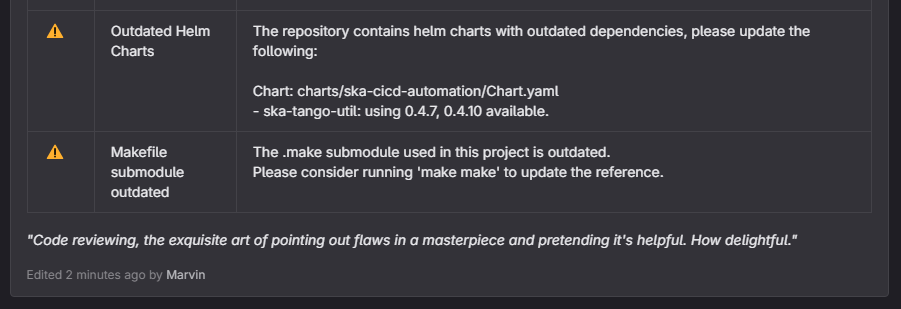 Outdated Helm
Charts
The repository contains helm charts with outdated dependencies, please update the
following:
Chart: charts/ska-cicd-automation/Chart.yaml
- ska-tango-util: using 0.4.7, 0.4.10 available.
Makefile
submodule
outdated
The .make submodule used in this project is outdated.
Please consider running 'make make' to update the reference.
"Code reviewing, the exquisite art of pointing out flaws in a masterpiece and pretending it's helpful. How delightful."
Edited 2 minutes ago by Marvin